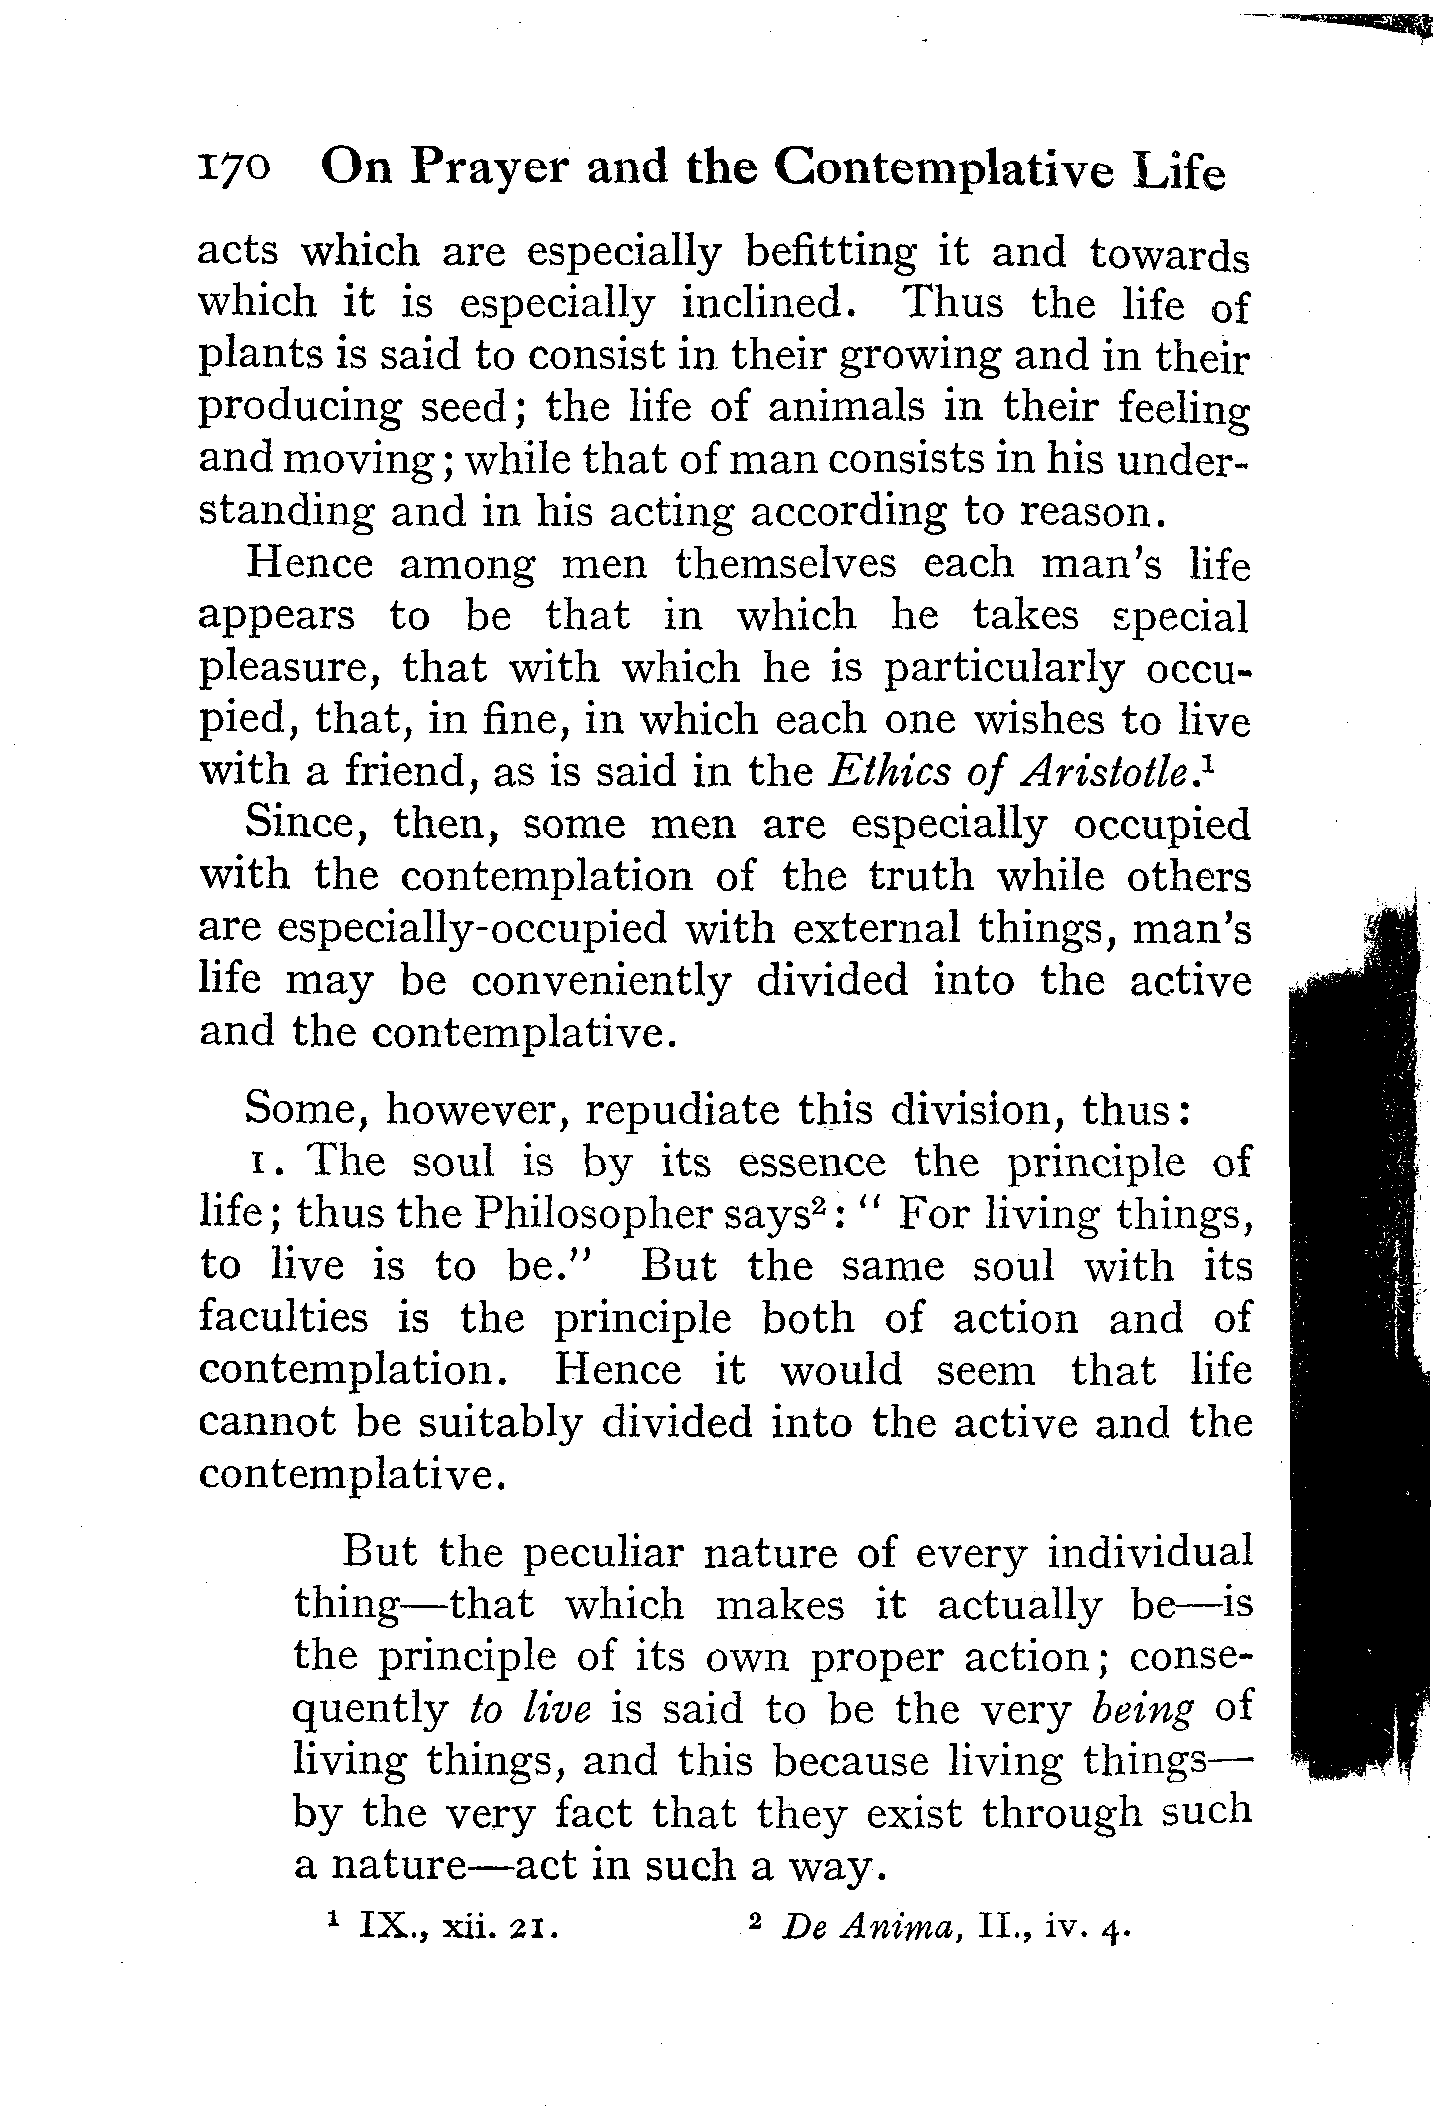 170 On Prayer and the Contemplative Life
acts which are especially befitting it and towards
which it is especially inclined. Thus the life of
plants is said to consist in their growing and in their
producing seed; the life of animals in their feeling
and moving; while that of man consists in his under-
standing and in his acting according to reason.
Hence among men themselves each man's life
appears to be that in which he takes special
pleasure, that with which he is particularly occu-
pied, that, in fine, in which each one wishes to live
with a friend, as is said in the Ethics of Aristotle.¹
Since, then, some men are especially occupied
with the contemplation of the truth while others
are especially-occupied with external things, man's
life may be conveniently divided into the active
and the contemplative.
Some, however, repudiate this division, thus:
1. The soul is by its essence the principle of
life; thus the Philosopher says²: " For living things,
to live is to be." But the same soul with its
faculties is the principle both of action and of
contemplation. Hence it would seem that life
cannot be suitably divided into the active and the
contemplative.
But the peculiar nature of every individual
thing—that which makes it actually be—is
the principle of its own proper action; conse-
quently to live is said to be the very being of
living things, and this because living things—
by the very fact that they exist through such
a nature—act in such a way.
¹ IX., xii. 21. ² De Anima, II., iv. 4.